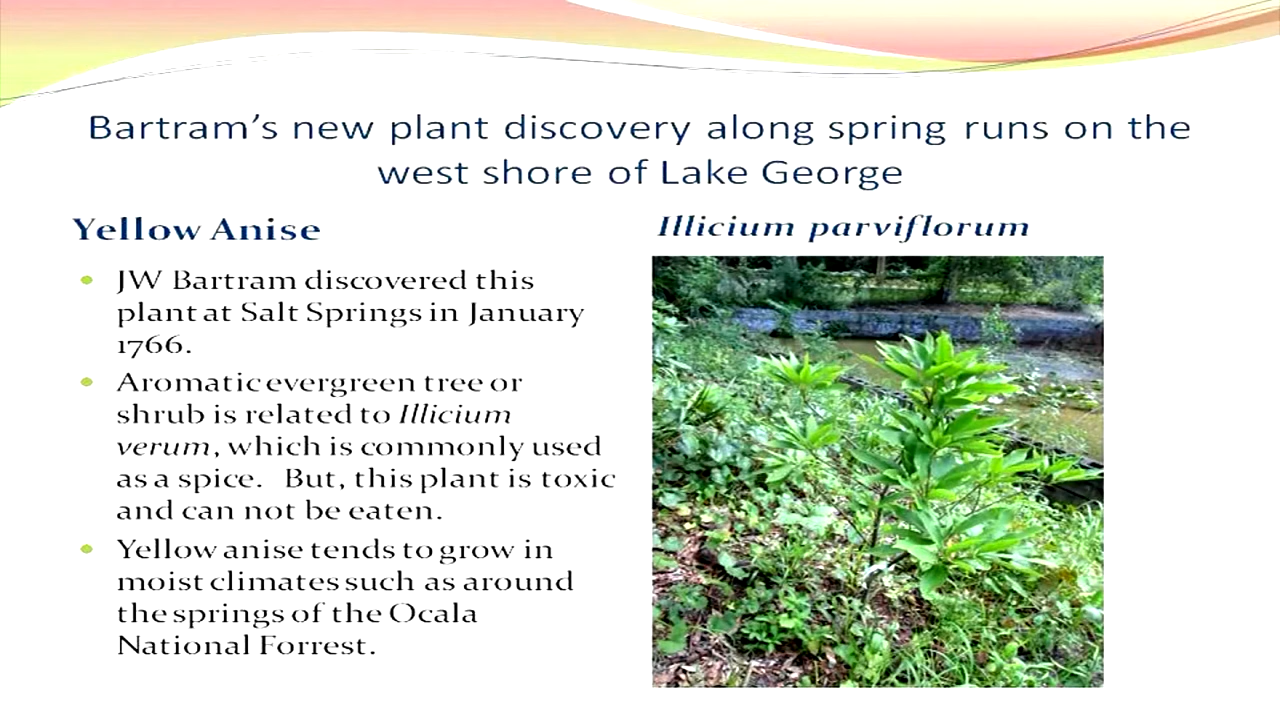 Bartram's new plant discovery along spring runs on the
west shore of Lake George
Yellow Anise
JW Bartram discovered this
plant at Salt Springs in January
1766.
Aromatic evergreen tree or
shrub is related to Illicium
verum, which is commonly used
as a spice. But, this plant is toxic
and can not be eaten.
Yellow anise tends to grow in
moist climates such as around
the springs of the Ocala
National Forrest.
Illicium parviflorum